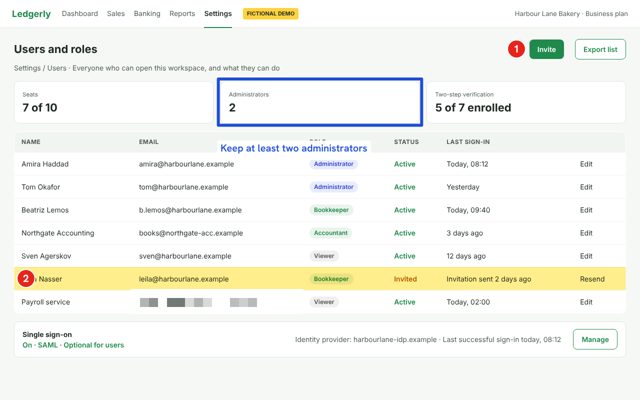 Ledgerly Dashboard Sales Banking Reports Settings FICTIONAL DEMO Harbour Lane Bakery · Business plan
Users and roles 1 Invite Export list
Settings / Users · Everyone who can open this workspace, and what they can do
Seats Administrators Two-step verification
7 of 10 2 5 of 7 enrolled
NAME EMAIL STATUS LAST SIGN-IN
Keep at least two administrators
Amira Haddad amira@harbourlane.example Administrator Active Today, 08:12 Edit
Tom Okafor tom@harbourlane.example Administrator Active Yesterday Edit
Beatriz Lemos b.lemos@harbourlane.example Bookkeeper Active Today, 09:40 Edit
Northgate Accounting books@northgate-acc.example Accountant Active 3 days ago Edit
Sven Agerskov sven@harbourlane.example Viewer Active 12 days ago Edit
2 Nasser leila@harbourlane.example Bookkeeper Invited Invitation sent 2 days ago Resend
Payroll service Viewer Active Today, 02:00 Edit
Single sign-on
On · SAML · Optional for users Identity provider: harbourlane-idp.example · Last successful sign-in today, 08:12 Manage